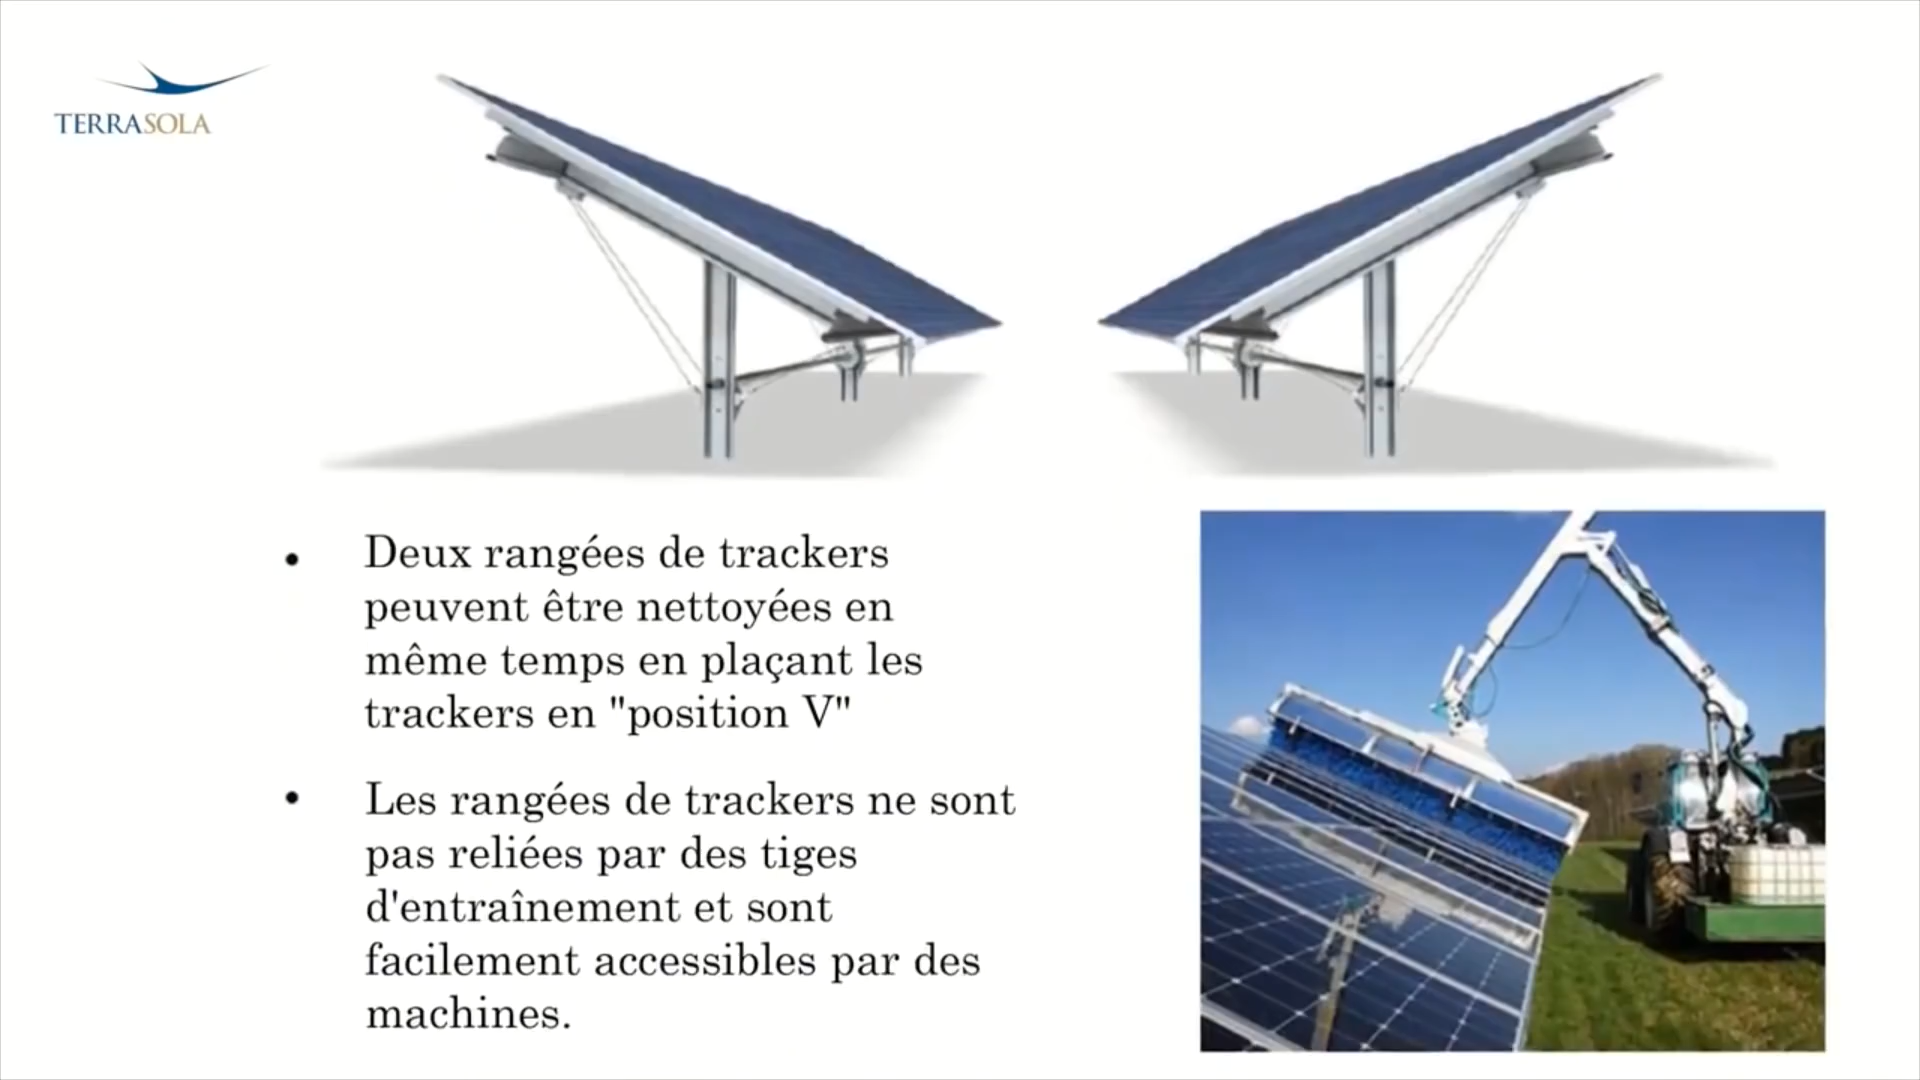 TERRASOLA
• Deux rangées de trackers
peuvent être nettoyées en
même temps en plaçant les
trackers en "position V"
• Les rangées de trackers ne sont
pas reliées par des tiges
d'entraînement et sont
facilement accessibles par des
machines.